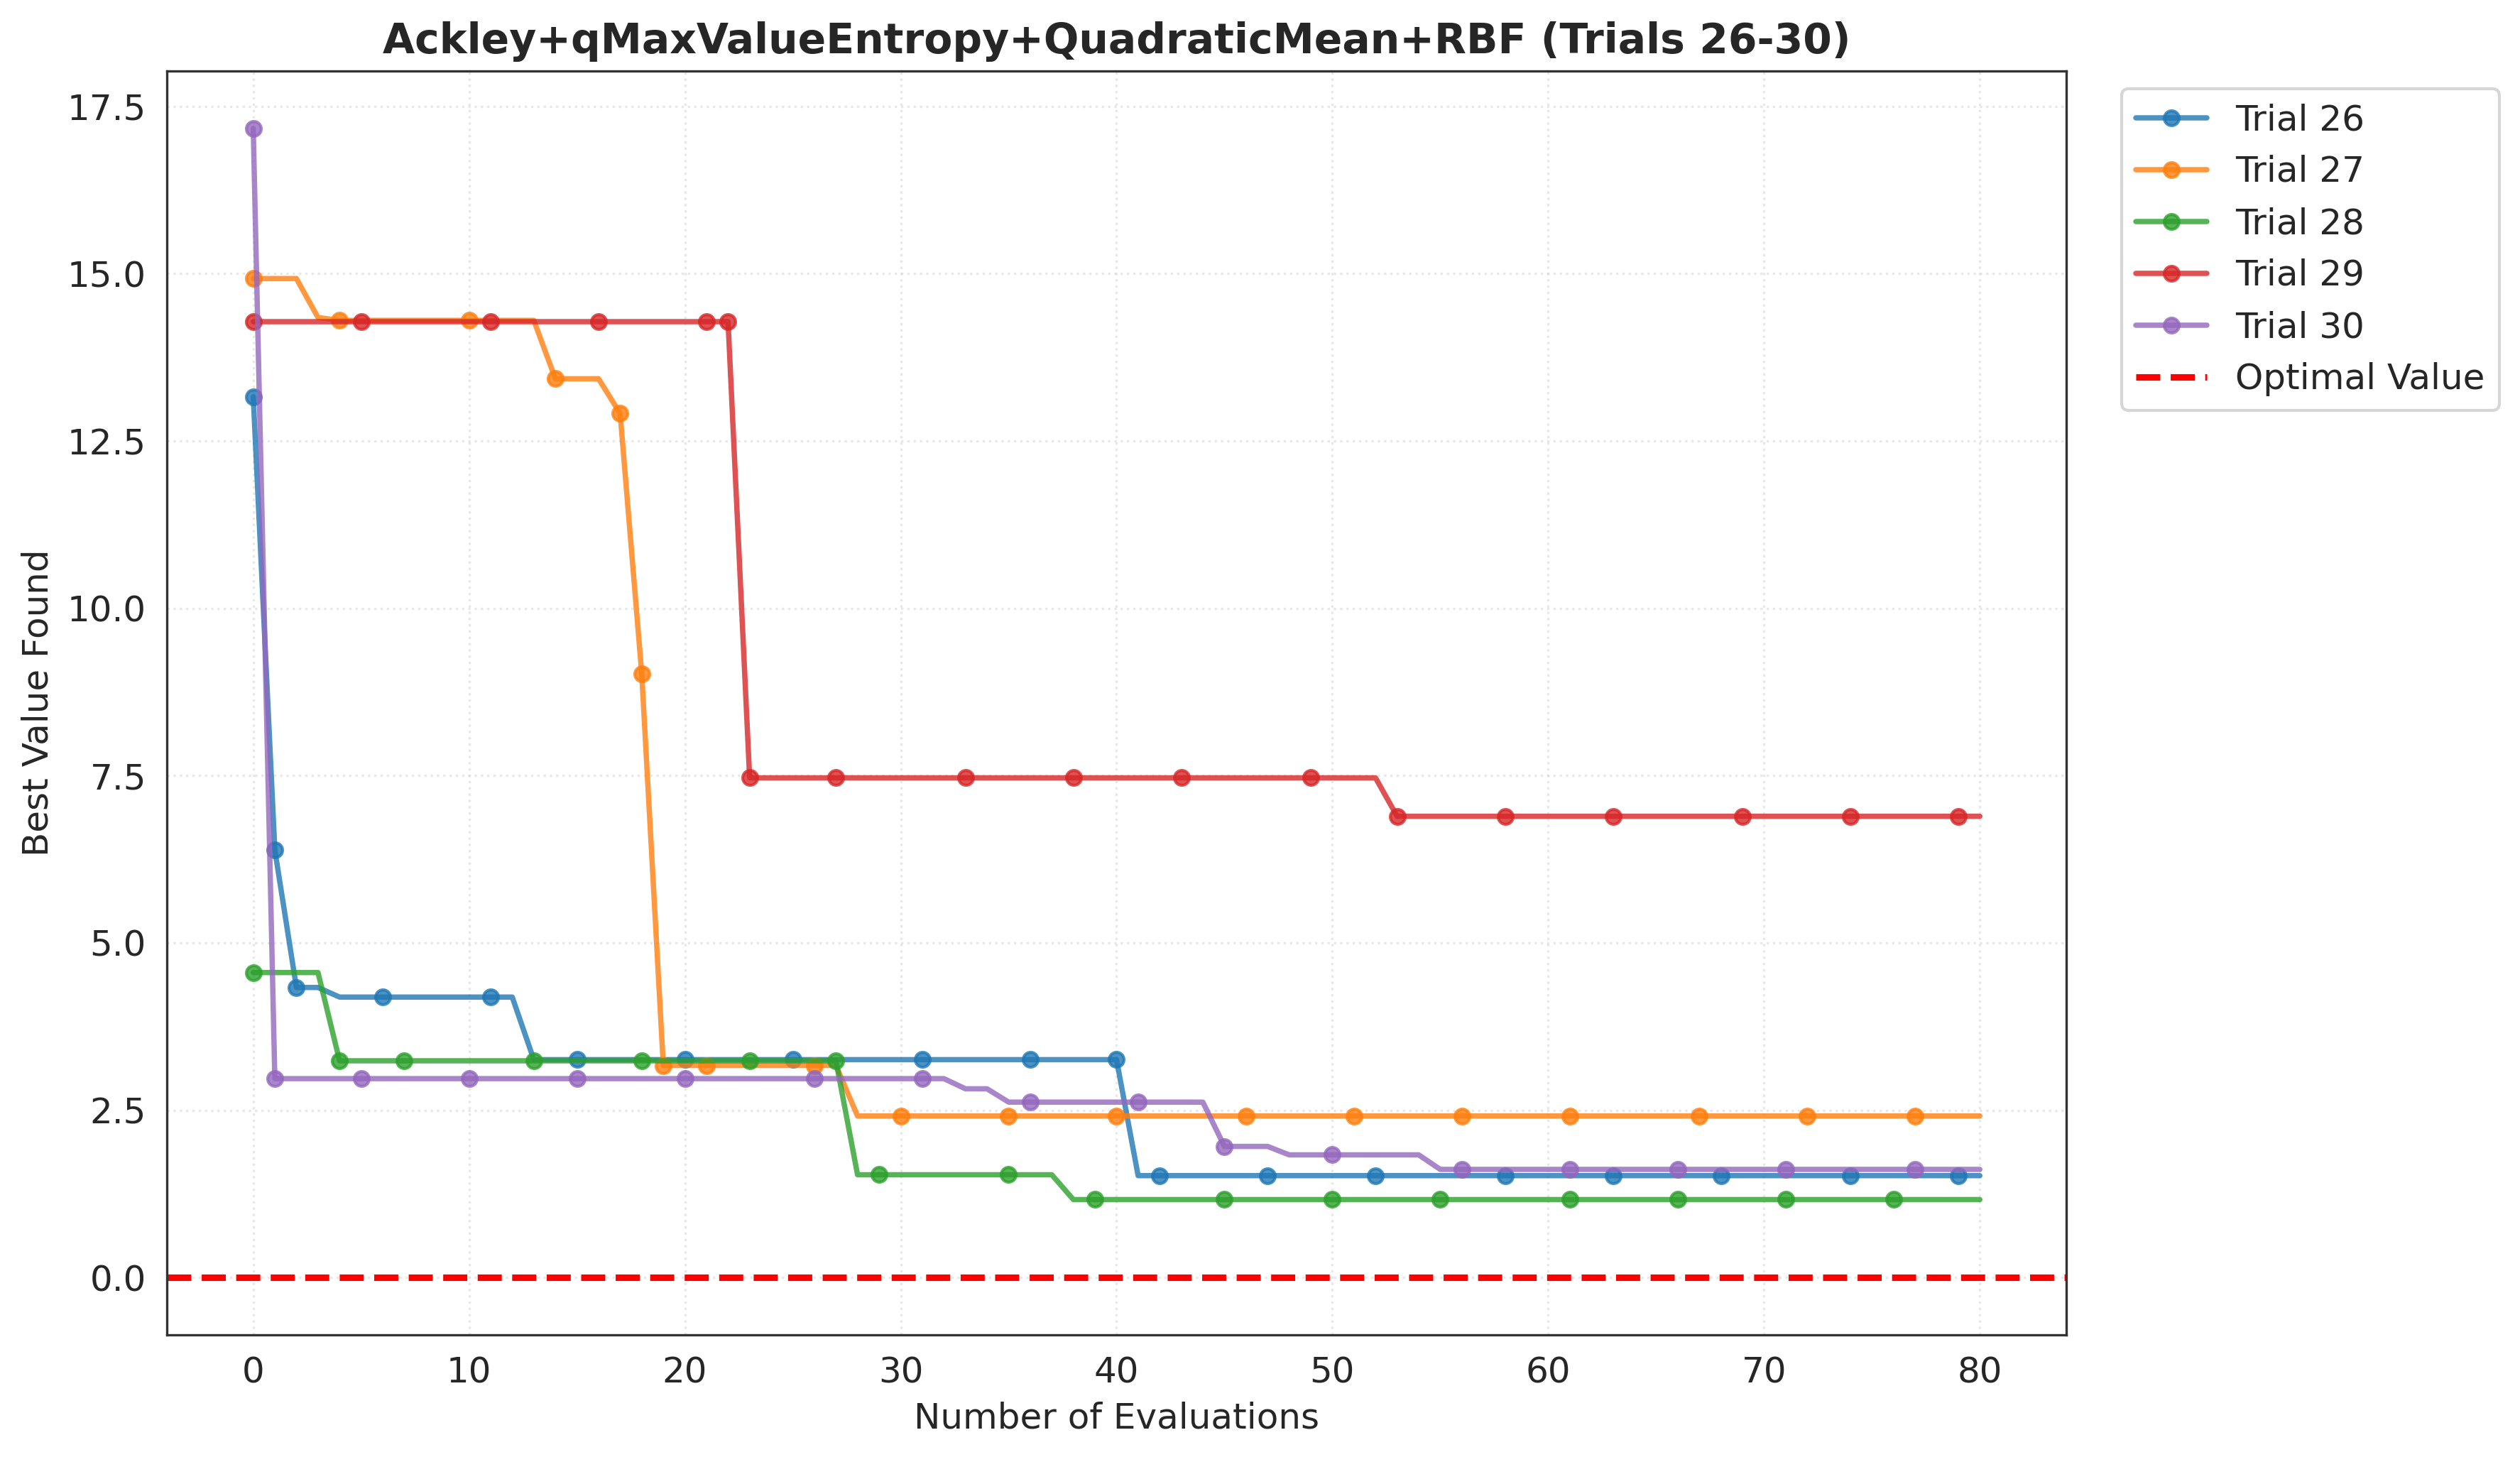 Ackley+qMaxValueEntropy+QuadraticMean+RBF (Trials 26-30)
17.5
15.0
12.5
10.0
7.5
5.0
2.5
0.0
Best Value Found
0 10 20 30 40 50 60 70 80
Number of Evaluations
Trial 26
Trial 27
Trial 28
Trial 29
Trial 30
Optimal Value